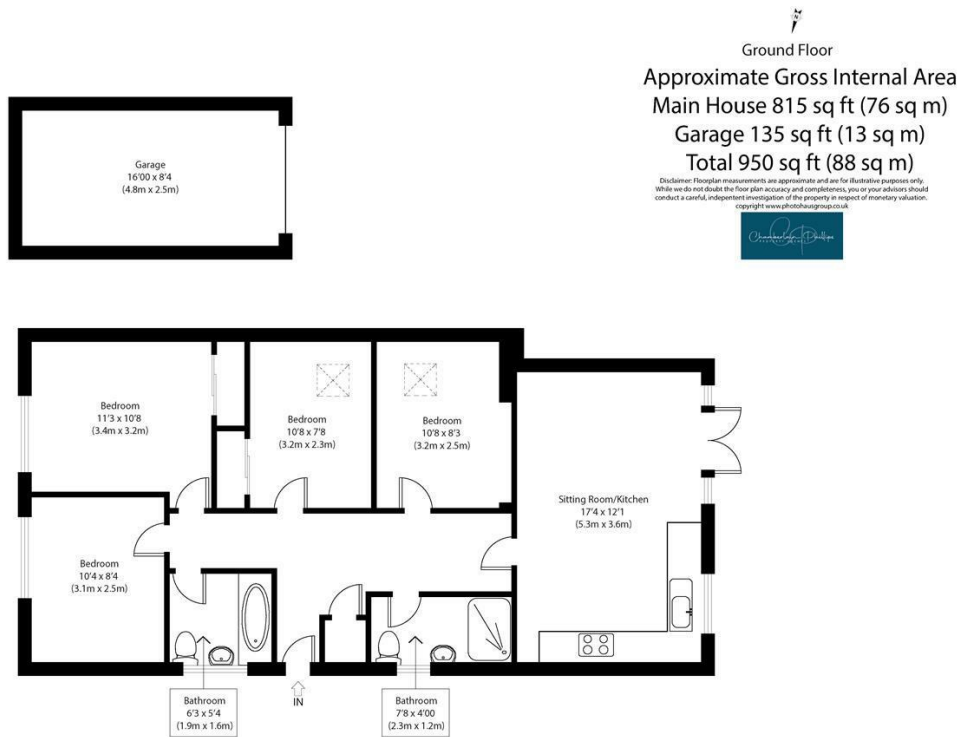 N
Ground Floor
Approximate Gross Internal Area
Main House 815 sq ft (76 sq m)
Garage 135 sq ft (13 sq m)
Total 950 sq ft (88 sq m)
Disclaimer: Floorplan measurements are approximate and are for illustrative purposes only.
While we do not doubt the floor plan accuracy and completeness, you or your advisors should
conduct a careful, indepentent investigation of the property in respect of monetary valuation.
copyright www.photohausgroup.co.uk
Chamberlain Phillips
Garage
16'00 x 8'4
(4.8m x 2.5m)
Bedroom
11'3 x 10'8
(3.4m x 3.2m)
Bedroom
10'8 x 7'8
(3.2m x 2.3m)
Bedroom
10'8 x 8'3
(3.2m x 2.5m)
Sitting Room/Kitchen
17'4 x 12'1
(5.3m x 3.6m)
Bedroom
10'4 x 8'4
(3.1m x 2.5m)
Bathroom
6'3 x 5'4
(1.9m x 1.6m)
IN
Bathroom
7'8 x 4'00
(2.3m x 1.2m)